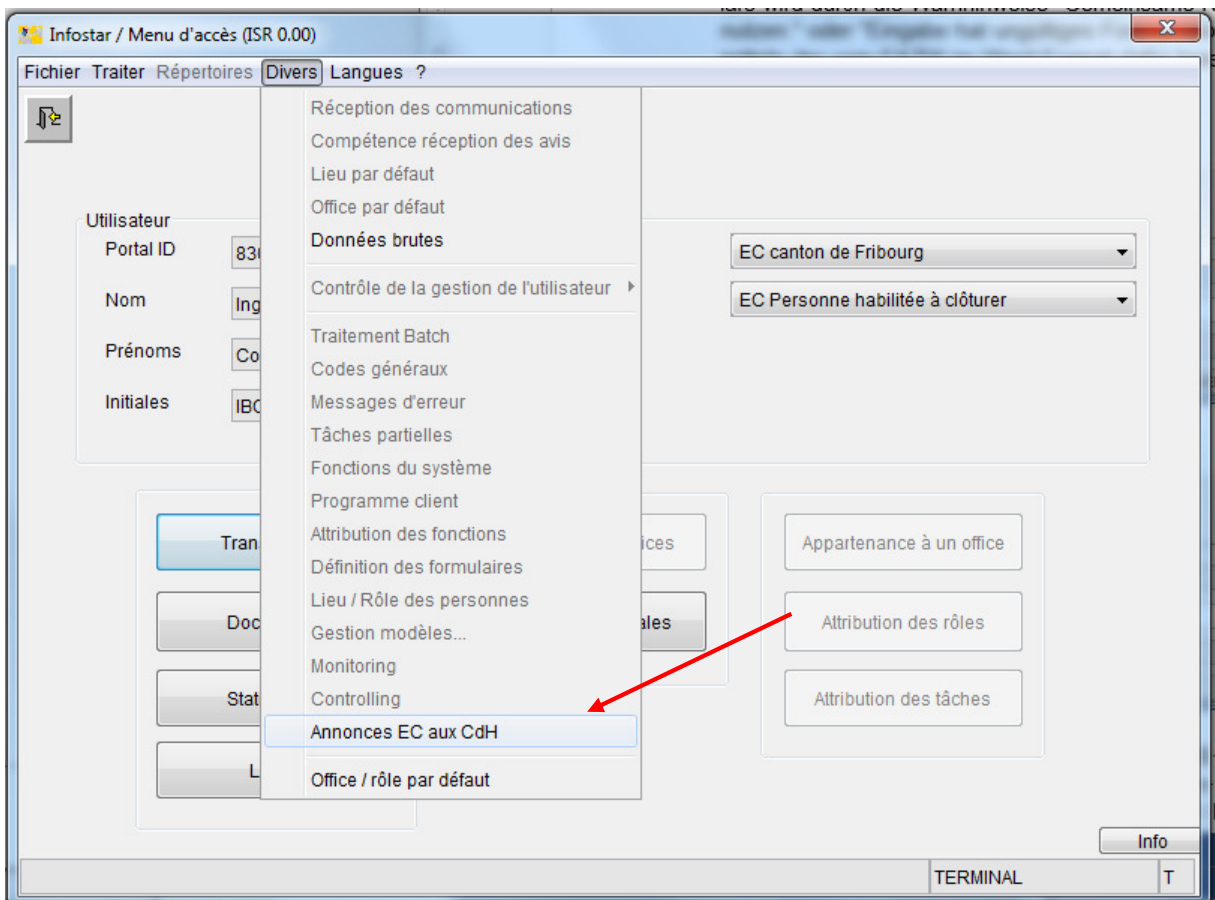 Infostar / Menu d'accès (ISR 0.00)
Fichier Traiter Répertoires Divers Langues ?
Réception des communications
Compétence réception des avis
Lieu par défaut
Office par défaut
Données brutes
Contrôle de la gestion de l'utilisateur
Traitement Batch
Codes généraux
Messages d'erreur
Tâches partielles
Fonctions du système
Programme client
Attribution des fonctions
Définition des formulaires
Lieu / Rôle des personnes
Gestion modèles...
Monitoring
Controlling
Annonces EC aux CdH
Office / rôle par défaut
Utilisateur
Portal ID
Nom
Prénoms
Initiales
EC canton de Fribourg
EC Personne habilitée à clôturer
Appartenance à un office
Attribution des rôles
Attribution des tâches
Info
TERMINAL
T